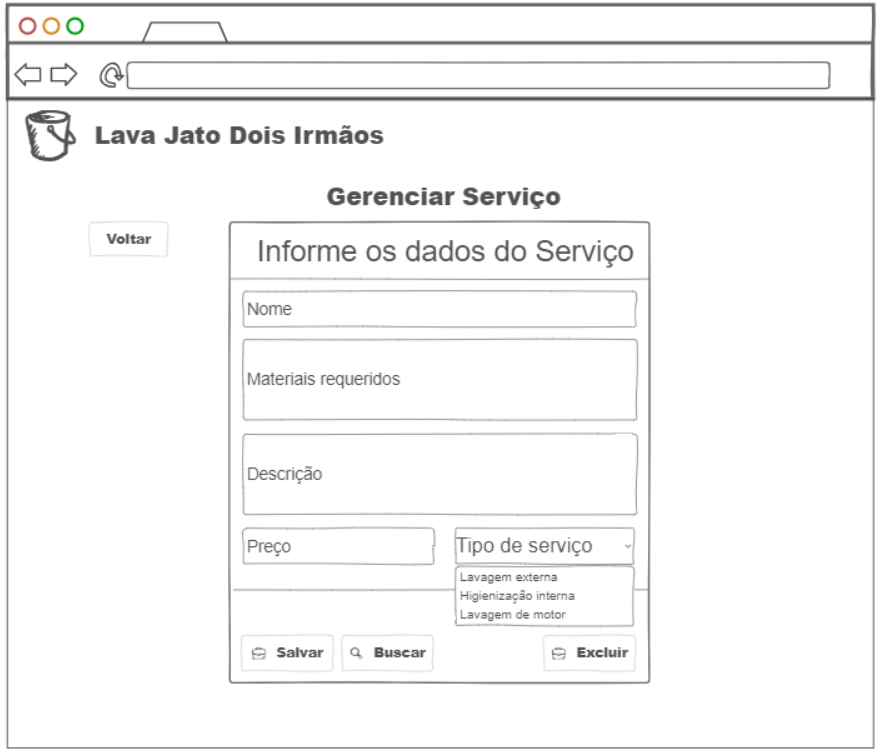 Lava Jato Dois Irmãos
Gerenciar Serviço
Voltar
Informe os dados do Serviço
Nome
Materiais requeridos
Descrição
Preço
Tipo de serviço
Lavagem externa
Higienização interna
Lavagem de motor
Salvar
Buscar
Excluir